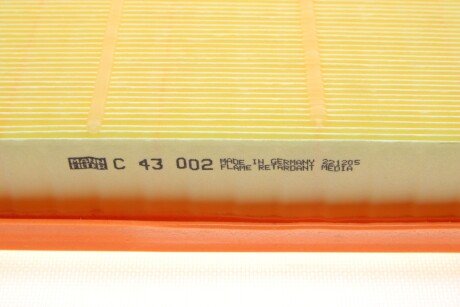 MANN FILTER C 43 002 MADE IN GERMANY 221205
FLAME RETARDANT MEDIA